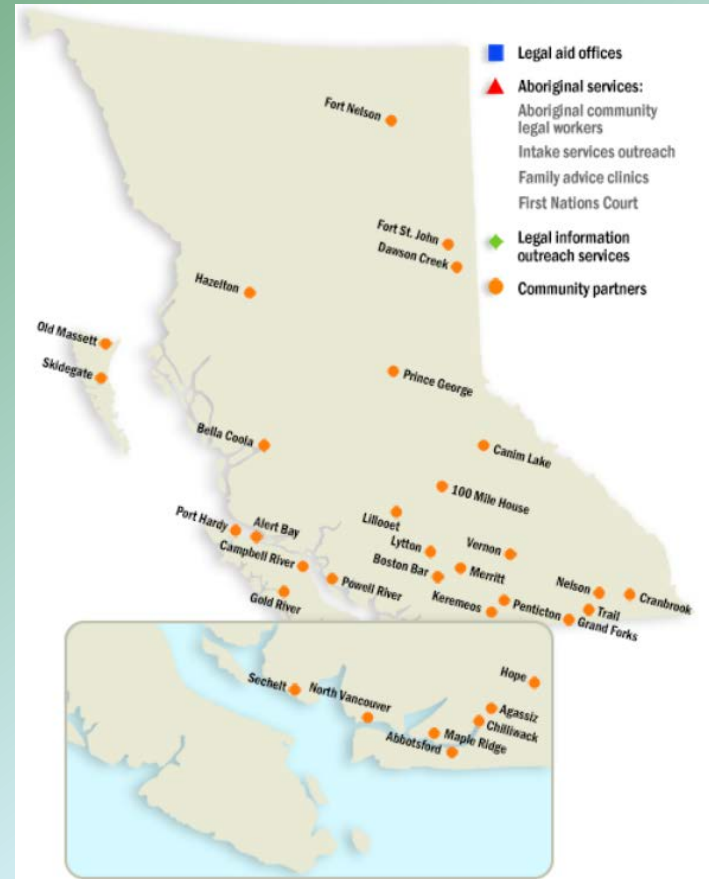 Legal aid offices
Aboriginal services:
Aboriginal community
legal workers
Intake services outreach
Family advice clinics
First Nations Court
Legal information
outreach services
Community partners
Fort Nelson
Fort St. John
Dawson Creek
Hazelton
Old Massett
Skidegate
Prince George
Bella Coola
Canim Lake
100 Mile House
Lillooet
Port Hardy
Alert Bay
Lytton
Vernon
Campbell River
Boston Bar
Merritt
Powell River
Nelson
Cranbrook
Gold River
Keremeos
Penticton
Trail
Grand Forks
Hope
Sechelt
North Vancouver
Agassiz
Chilliwack
Maple Ridge
Abbotsford